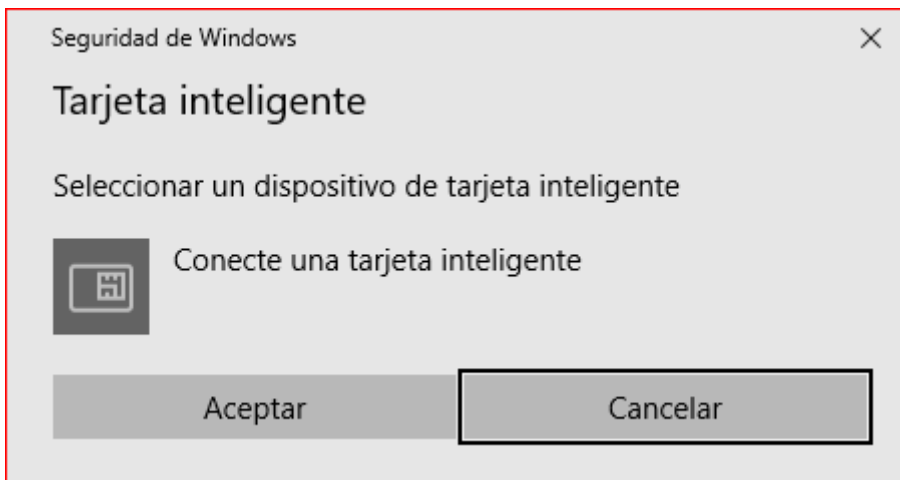 Seguridad de Windows
Tarjeta inteligente
Seleccionar un dispositivo de tarjeta inteligente
Conecte una tarjeta inteligente
Aceptar
Cancelar